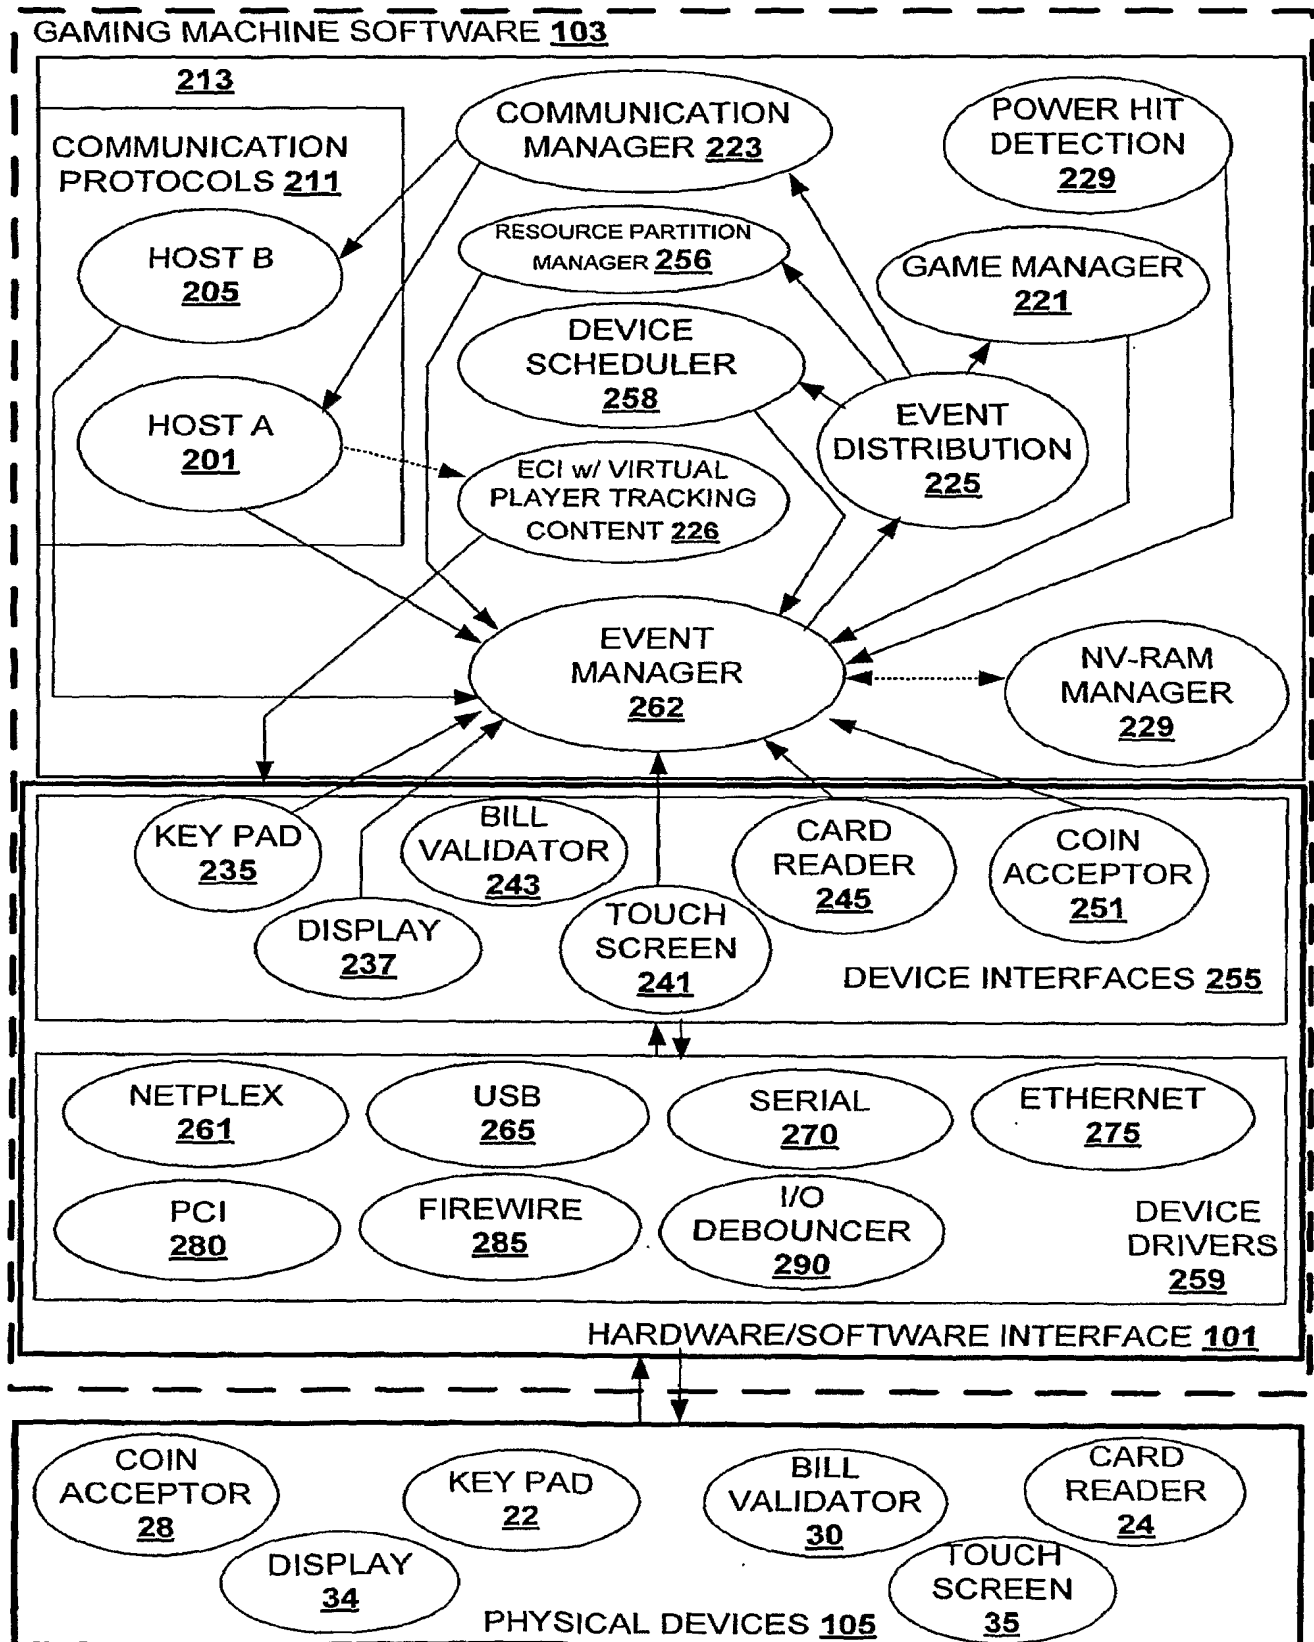 GAMING MACHINE SOFTWARE 103
213
COMMUNICATION
PROTOCOLS 211
HOST B
205
HOST A
201
COMMUNICATION
MANAGER 223
RESOURCE PARTITION
MANAGER 256
DEVICE
SCHEDULER
258
ECI w/ VIRTUAL
PLAYER TRACKING
CONTENT 226
POWER HIT
DETECTION
229
GAME MANAGER
221
EVENT
DISTRIBUTION
225
EVENT
MANAGER
262
NV-RAM
MANAGER
229
KEY PAD
235
BILL
VALIDATOR
243
CARD
READER
245
COIN
ACCEPTOR
251
DISPLAY
237
TOUCH
SCREEN
241
DEVICE INTERFACES 255
NETPLEX
261
USB
265
SERIAL
270
ETHERNET
275
PCI
280
FIREWIRE
285
I/O
DEBOUNCER
290
DEVICE
DRIVERS
259
HARDWARE/SOFTWARE INTERFACE 101
COIN
ACCEPTOR
28
KEY PAD
22
BILL
VALIDATOR
30
CARD
READER
24
DISPLAY
34
TOUCH
SCREEN
35
PHYSICAL DEVICES 105